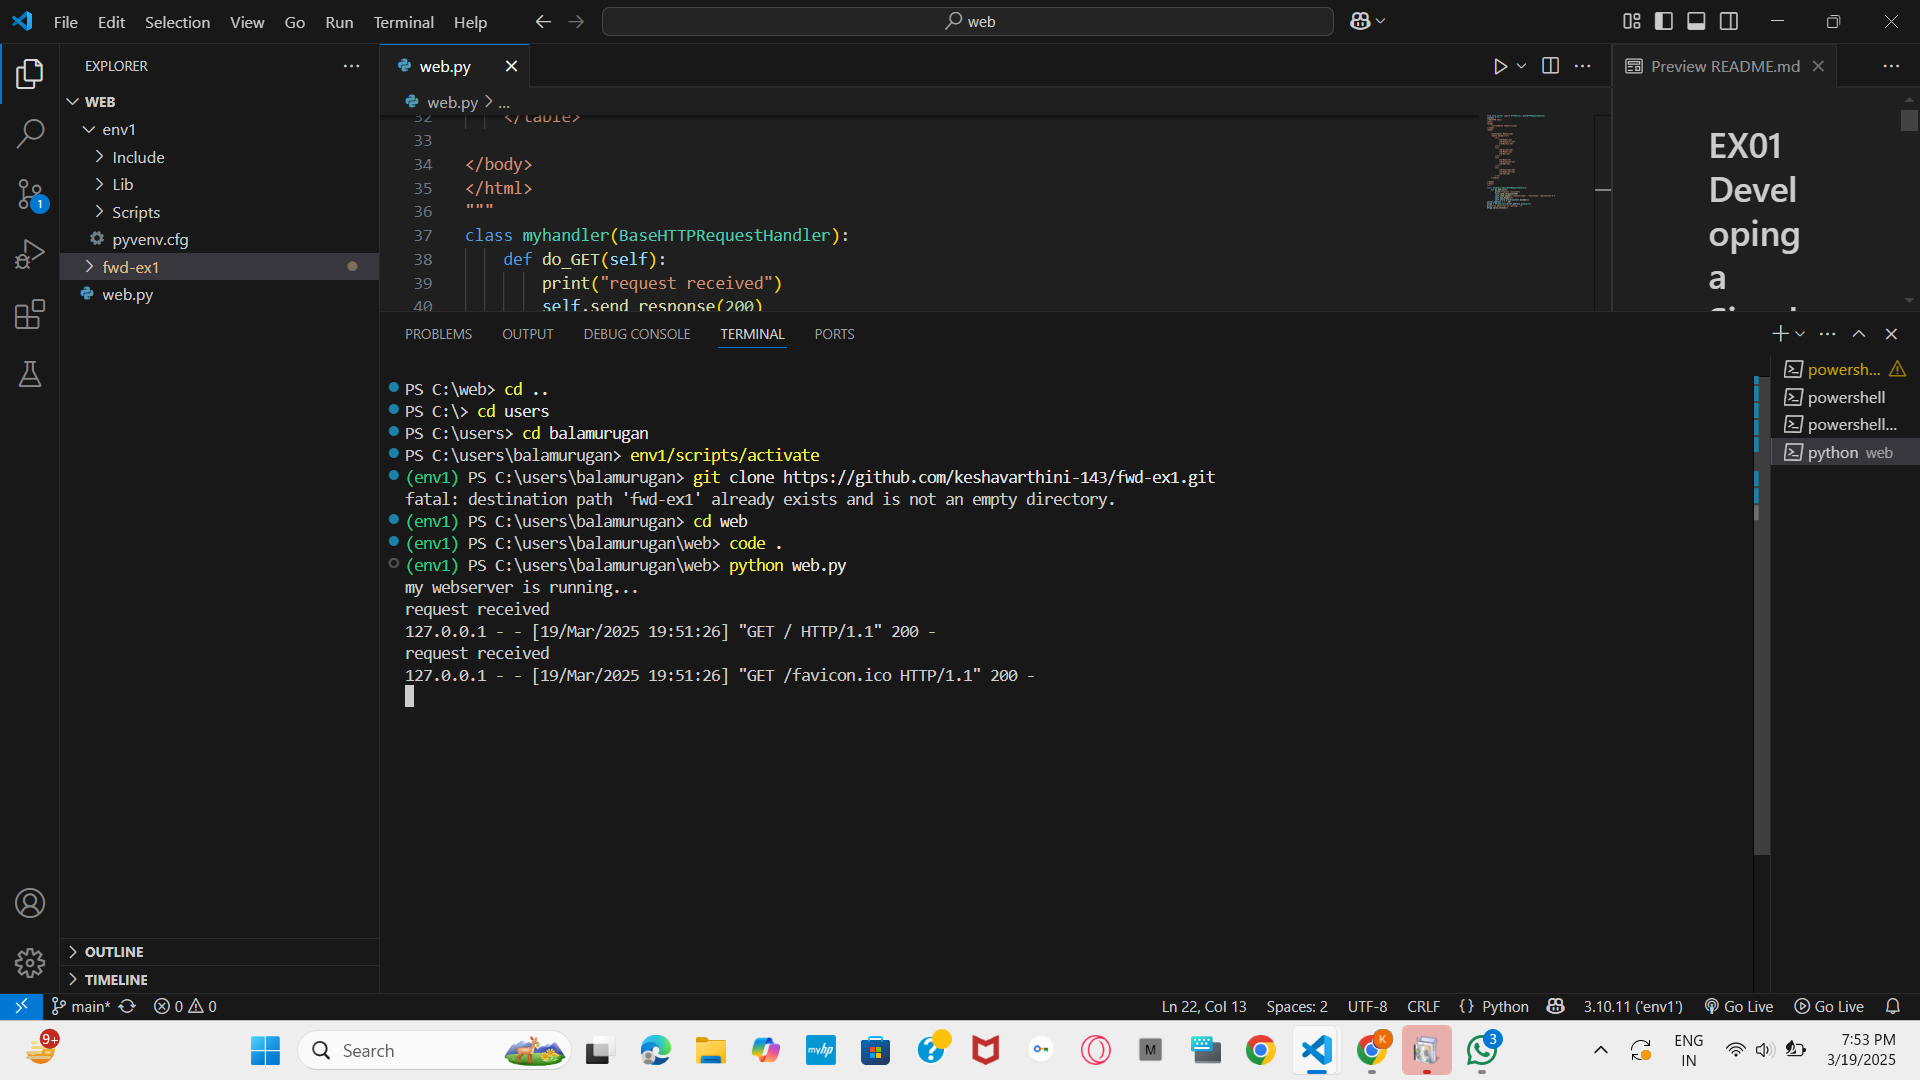 File Edit Selection View Go Run Terminal Help
web
EXPLORER
WEB
env1
Include
Lib
Scripts
pyvenv.cfg
fwd-ex1
web.py
1
OUTLINE
TIMELINE
web.py
Preview README.md
web.py > ...
32 </table>
33
34 </body>
35 </html>
36 """
37 class myhandler(BaseHTTPRequestHandler):
38 def do_GET(self):
39 print("request received")
40 self.send_response(200)
EX01
Devel
oping
a
PROBLEMS OUTPUT DEBUG CONSOLE TERMINAL PORTS
PS C:\web> cd ..
PS C:\> cd users
PS C:\users> cd balamurugan
PS C:\users\balamurugan> env1/scripts/activate
(env1) PS C:\users\balamurugan> git clone https://github.com/keshavarthini-143/fwd-ex1.git
fatal: destination path 'fwd-ex1' already exists and is not an empty directory.
(env1) PS C:\users\balamurugan> cd web
(env1) PS C:\users\balamurugan\web> code .
(env1) PS C:\users\balamurugan\web> python web.py
my webserver is running...
request received
127.0.0.1 - - [19/Mar/2025 19:51:26] "GET / HTTP/1.1" 200 -
request received
127.0.0.1 - - [19/Mar/2025 19:51:26] "GET /favicon.ico HTTP/1.1" 200 -
powersh...
powershell
powershell...
python web
main* 0 0
Ln 22, Col 13 Spaces: 2 UTF-8 CRLF {} Python 3.10.11 ('env1') Go Live Go Live
9+
Search
myhp
M
K
3
ENG
IN
7:53 PM
3/19/2025